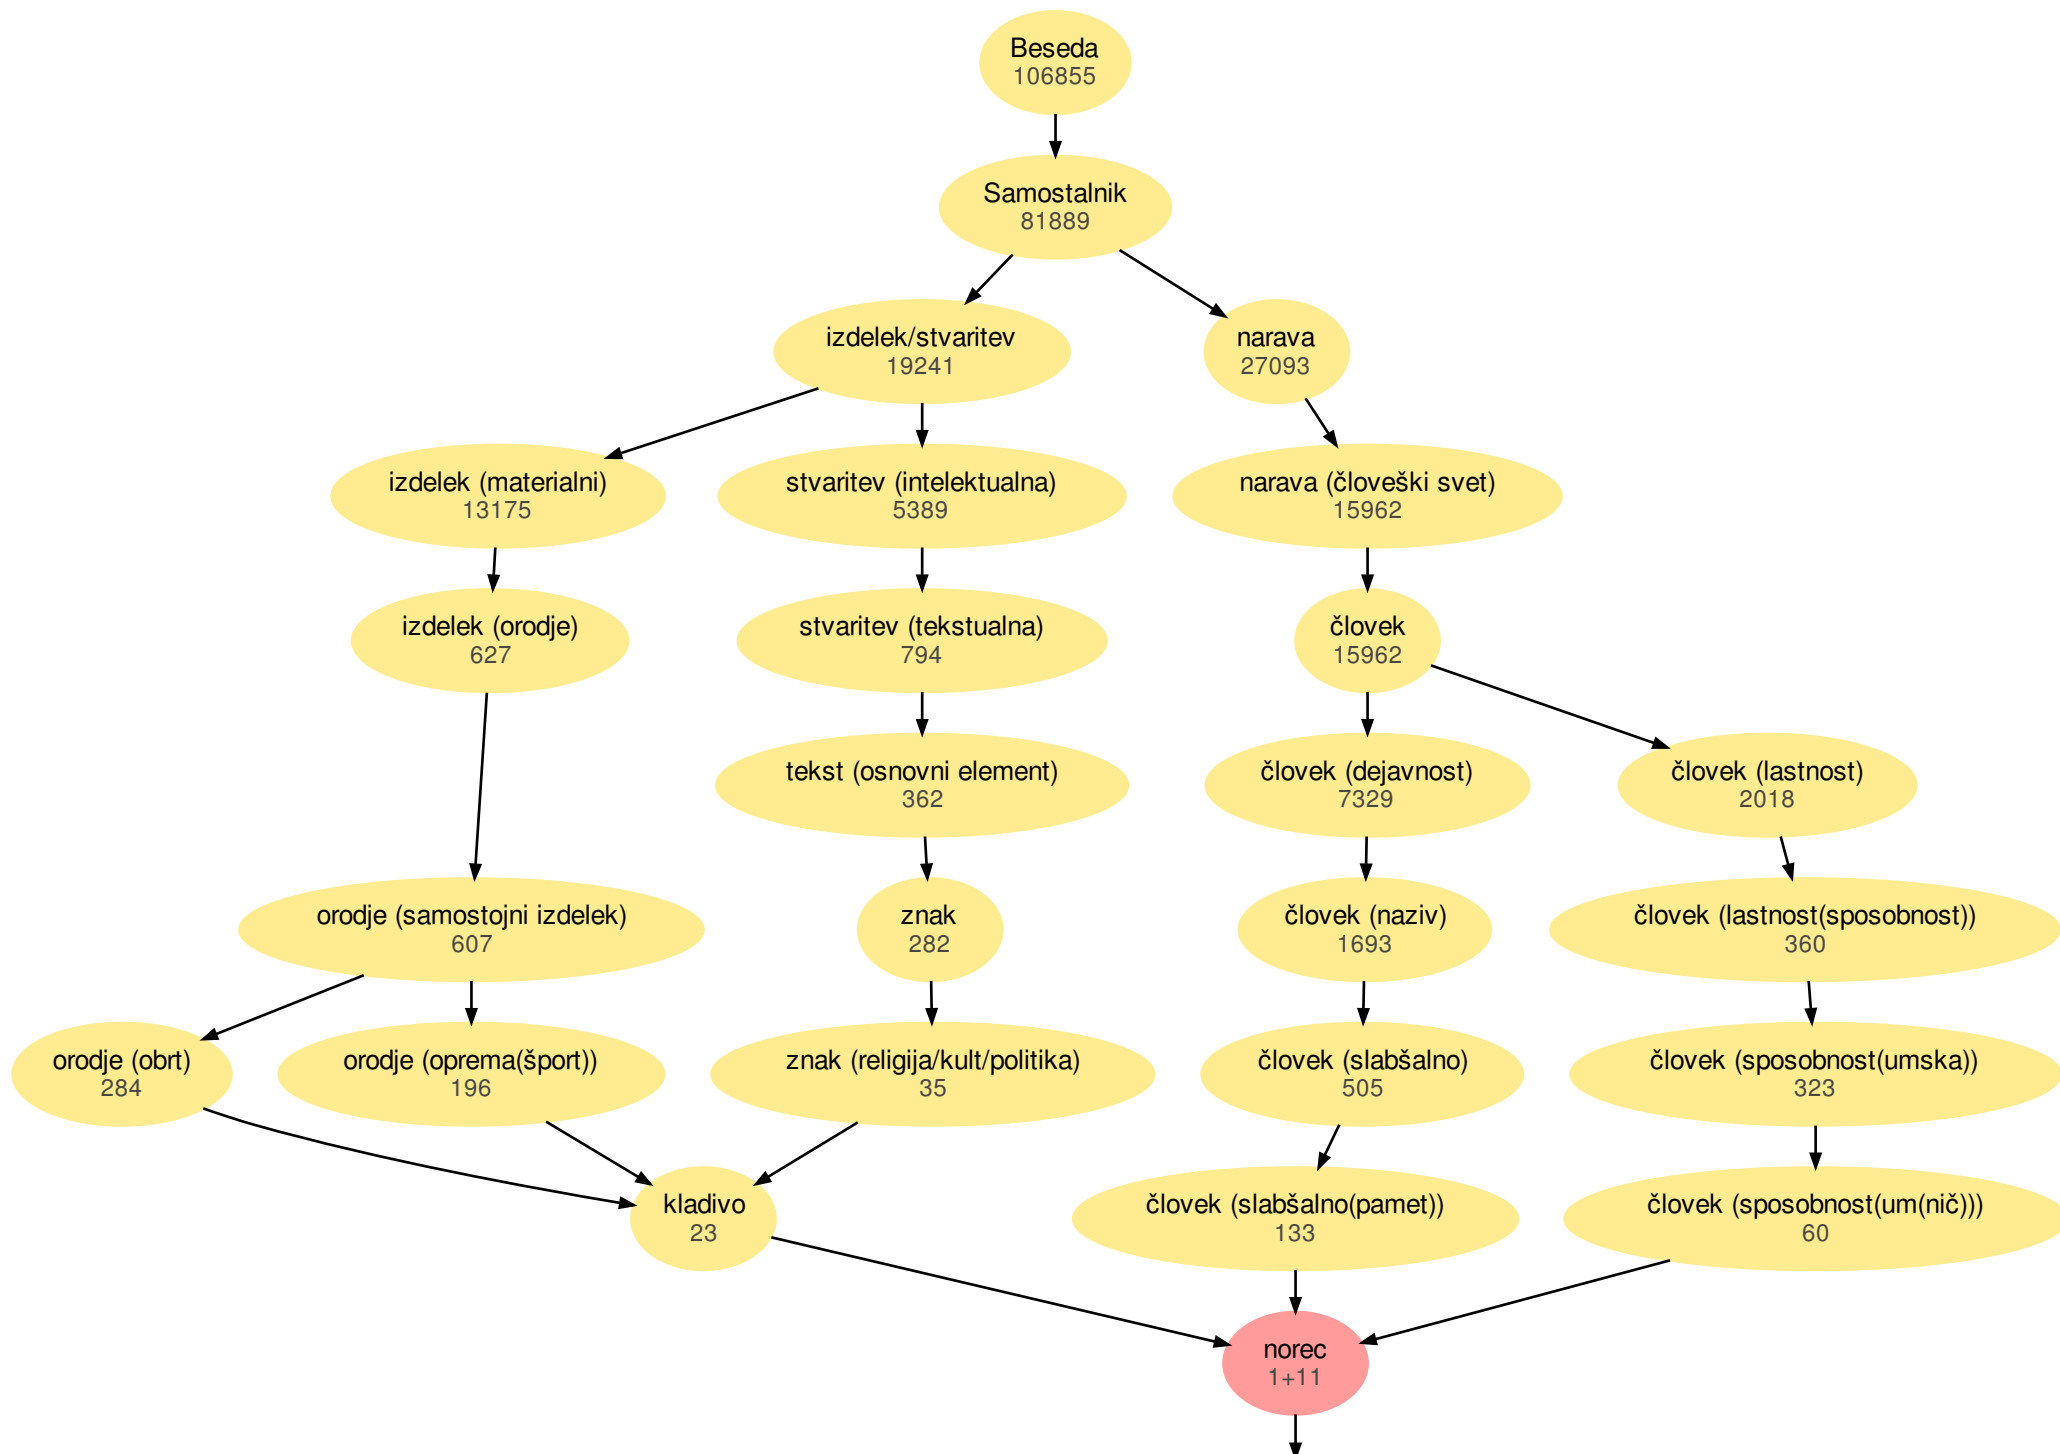 Beseda
106855
Samostalnik
81889
izdelek/stvaritev
19241
narava
27093
izdelek (materialni)
13175
stvaritev (intelektualna)
5389
narava (človeški svet)
15962
izdelek (orodje)
627
stvaritev (tekstualna)
794
človek
15962
tekst (osnovni element)
362
človek (dejavnost)
7329
človek (lastnost)
2018
orodje (samostojni izdelek)
607
znak
282
človek (naziv)
1693
človek (lastnost(sposobnost))
360
orodje (obrt)
284
orodje (oprema(šport))
196
znak (religija/kult/politika)
35
človek (slabšalno)
505
človek (sposobnost(umska))
323
kladivo
23
človek (slabšalno(pamet))
133
človek (sposobnost(um(nič)))
60
norec
1+11